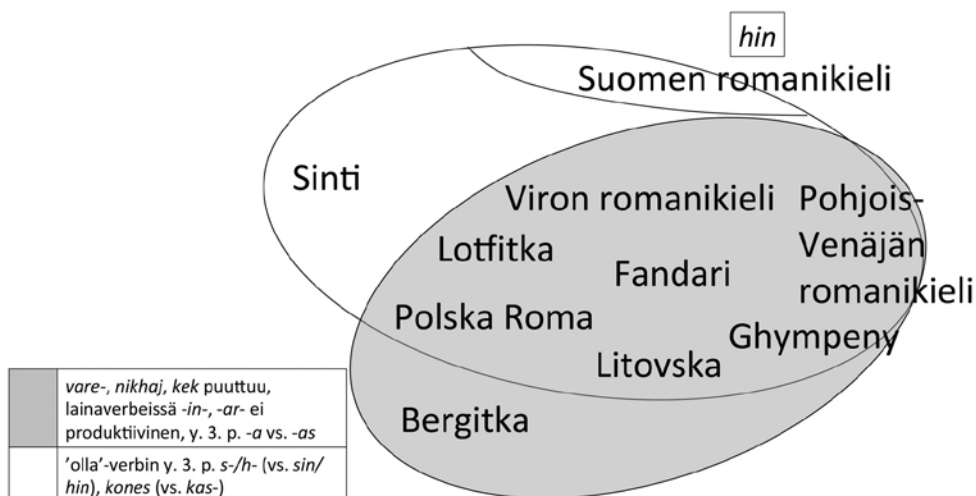 hin
Suomen romanikieli
Sinti
Viron romanikieli
Pohjois-
Venäjän
romanikieli
Lotfitka
Fandari
Polska Roma
Ghympeny
Litovska
Bergitka
vare-, nikhaj, kek puuttuu,
lainaverbeissä -in-, -ar- ei
produktiivinen, y. 3. p. -a vs. -as
’olla’-verbin y. 3. p. s-/h- (vs. sin/
hin), kones (vs. kas-)